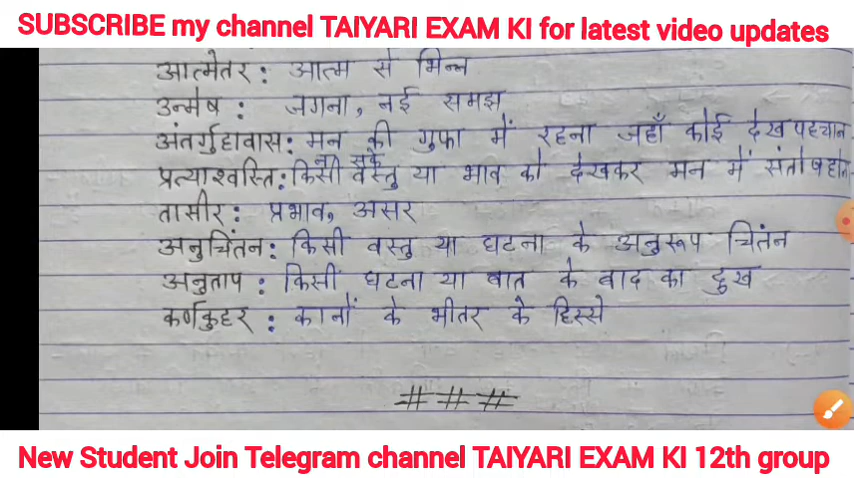 SUBSCRIBE my channel TAIYARI EXAM KI for latest video updates
आत्मेतर : आत्म से भिन्न
उन्मेष : जगना, नई समझ
अंतर्गुहावास : मन की गुफा में रहना जहाँ कोई देख पहचान
न सके
प्रत्याश्वस्ति : किसी वस्तु या भाव को देखकर मन में संतोष होन
तासीर : प्रभाव, असर
अनुचिंतन : किसी वस्तु या घटना के अनुरूप चिंतन
अनुताप : किसी घटना या बात के बाद का दुख
कर्णकुहर : कानों के भीतर के हिस्से
# # #
New Student Join Telegram channel TAIYARI EXAM KI 12th group